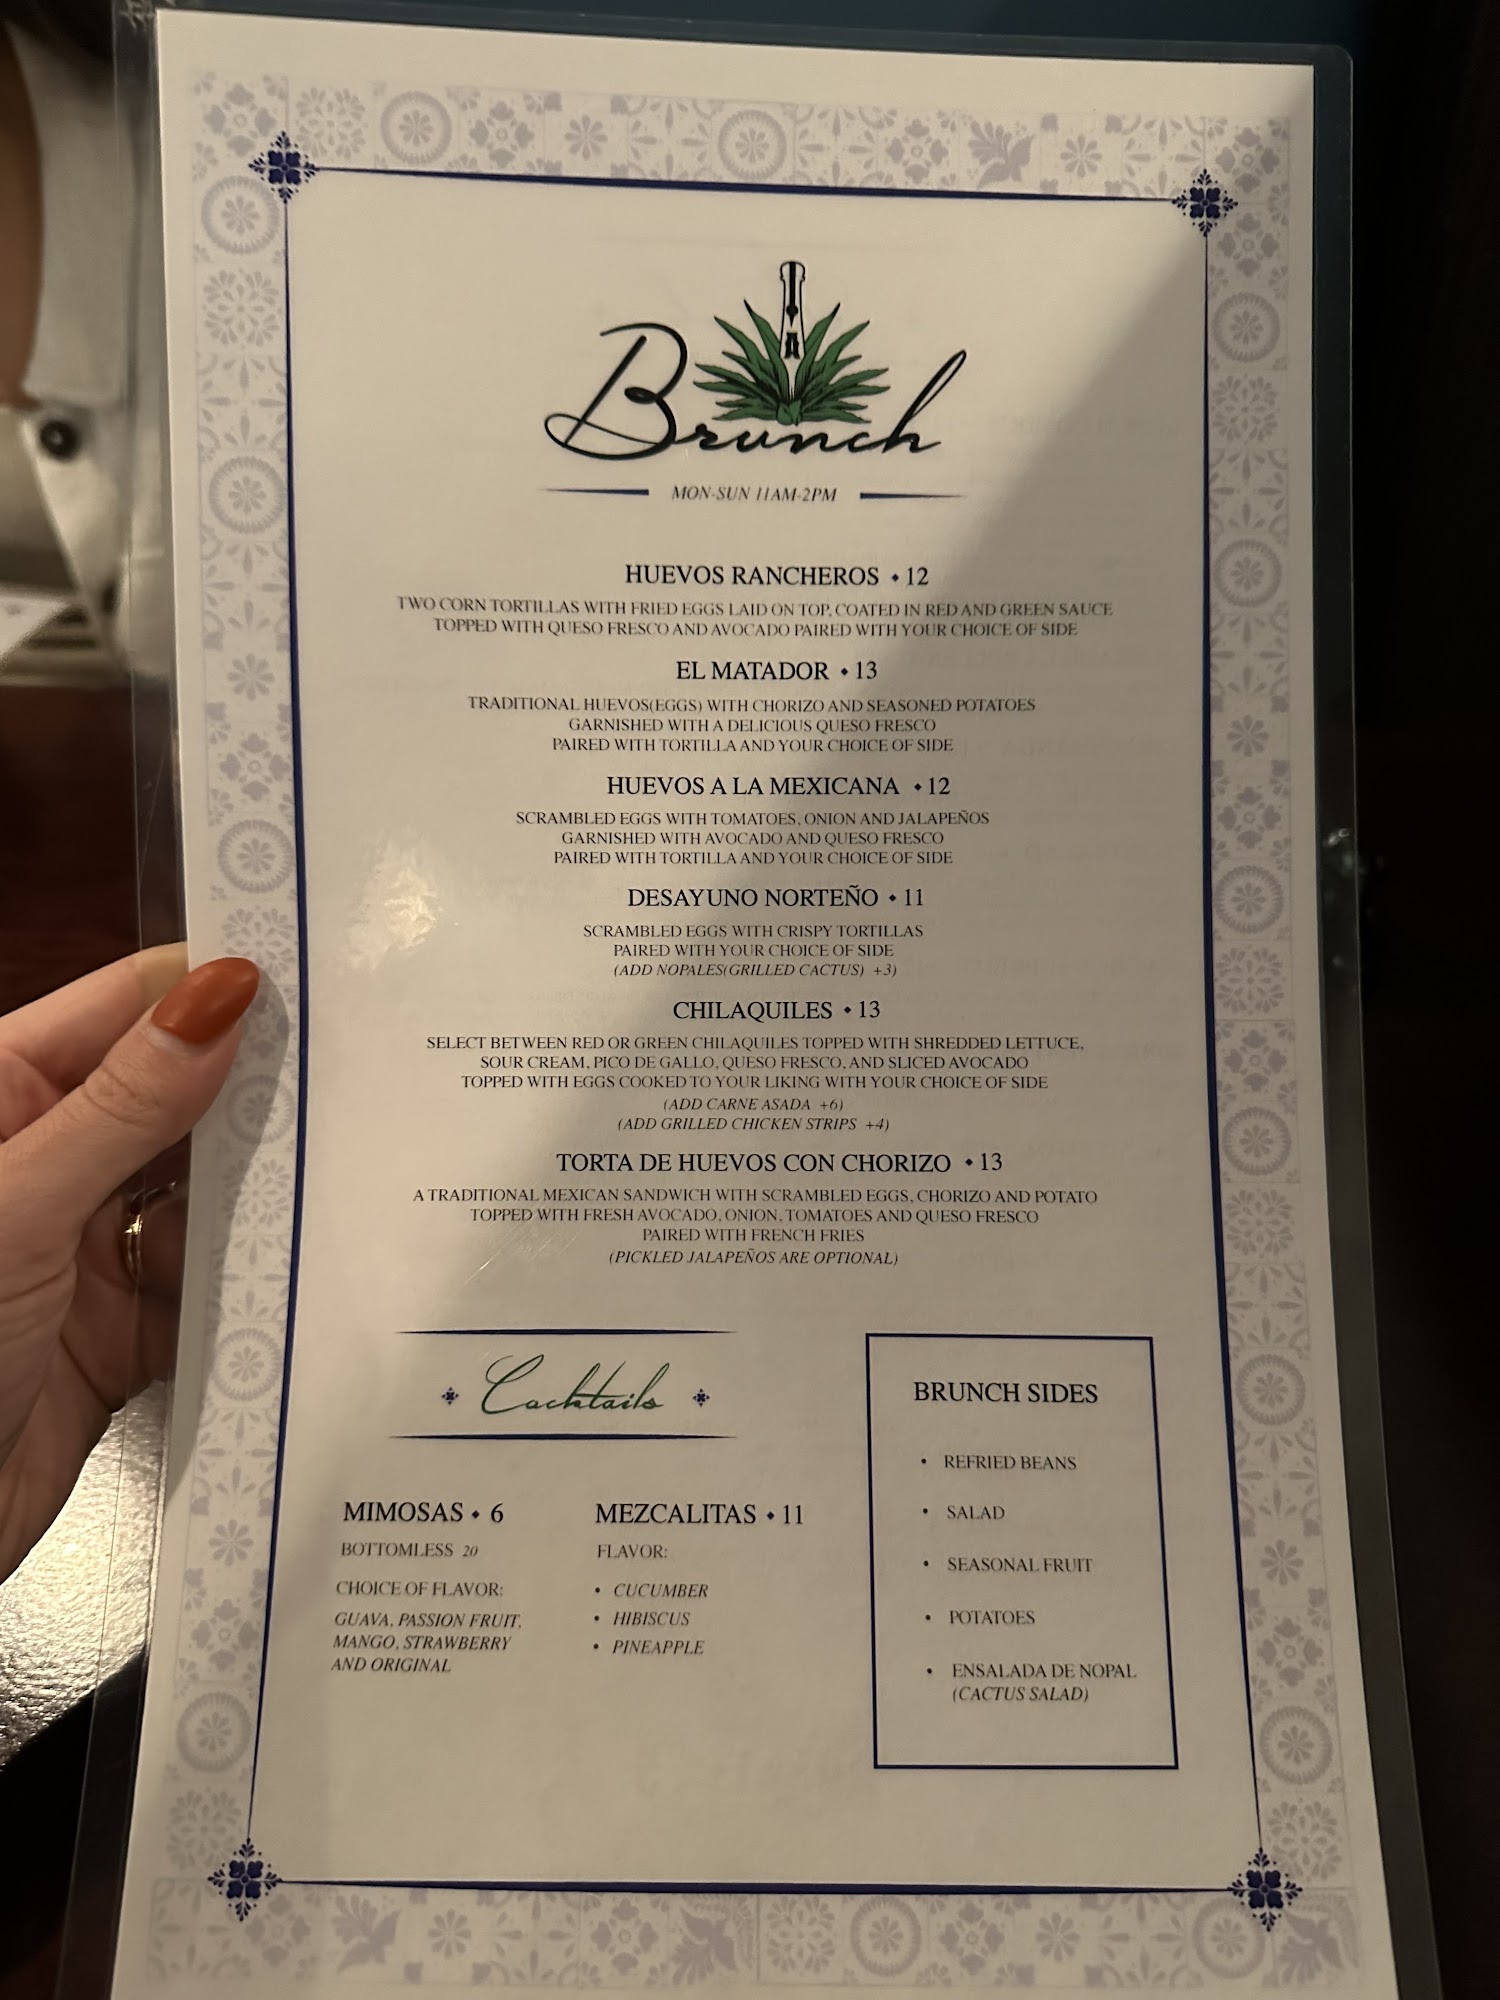 Brunch
MON-SUN 11AM-2PM
HUEVOS RANCHEROS • 12
TWO CORN TORTILLAS WITH FRIED EGGS LAID ON TOP, COATED IN RED AND GREEN SAUCE
TOPPED WITH QUESO FRESCO AND AVOCADO PAIRED WITH YOUR CHOICE OF SIDE
EL MATADOR • 13
TRADITIONAL HUEVOS(EGGS) WITH CHORIZO AND SEASONED POTATOES
GARNISHED WITH A DELICIOUS QUESO FRESCO
PAIRED WITH TORTILLA AND YOUR CHOICE OF SIDE
HUEVOS A LA MEXICANA • 12
SCRAMBLED EGGS WITH TOMATOES, ONION AND JALAPEÑOS
GARNISHED WITH AVOCADO AND QUESO FRESCO
PAIRED WITH TORTILLA AND YOUR CHOICE OF SIDE
DESAYUNO NORTEÑO • 11
SCRAMBLED EGGS WITH CRISPY TORTILLAS
PAIRED WITH YOUR CHOICE OF SIDE
(ADD NOPALES(GRILLED CACTUS) +3)
CHILAQUILES • 13
SELECT BETWEEN RED OR GREEN CHILAQUILES TOPPED WITH SHREDDED LETTUCE,
SOUR CREAM, PICO DE GALLO, QUESO FRESCO, AND SLICED AVOCADO
TOPPED WITH EGGS COOKED TO YOUR LIKING WITH YOUR CHOICE OF SIDE
(ADD CARNE ASADA +6)
(ADD GRILLED CHICKEN STRIPS +4)
TORTA DE HUEVOS CON CHORIZO • 13
A TRADITIONAL MEXICAN SANDWICH WITH SCRAMBLED EGGS, CHORIZO AND POTATO
TOPPED WITH FRESH AVOCADO, ONION, TOMATOES AND QUESO FRESCO
PAIRED WITH FRENCH FRIES
(PICKLED JALAPEÑOS ARE OPTIONAL)
Cocktails
MIMOSAS • 6
BOTTOMLESS 20
CHOICE OF FLAVOR:
GUAVA, PASSION FRUIT,
MANGO, STRAWBERRY
AND ORIGINAL
MEZCALITAS • 11
FLAVOR:
• CUCUMBER
• HIBISCUS
• PINEAPPLE
BRUNCH SIDES
• REFRIED BEANS
• SALAD
• SEASONAL FRUIT
• POTATOES
• ENSALADA DE NOPAL
(CACTUS SALAD)